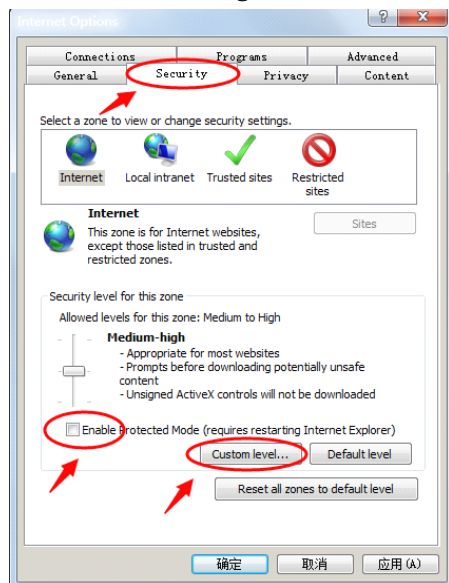 Internet Options
Connections Programs Advanced
General Security Privacy Content
Select a zone to view or change security settings.
Internet Local intranet Trusted sites Restricted
sites
Internet
Sites
This zone is for Internet websites,
except those listed in trusted and
restricted zones.
Security level for this zone
Allowed levels for this zone: Medium to High
Medium-high
- Appropriate for most websites
- Prompts before downloading potentially unsafe
content
- Unsigned ActiveX controls will not be downloaded
Enable Protected Mode (requires restarting Internet Explorer)
Custom level... Default level
Reset all zones to default level
确定 取消 应用(A)